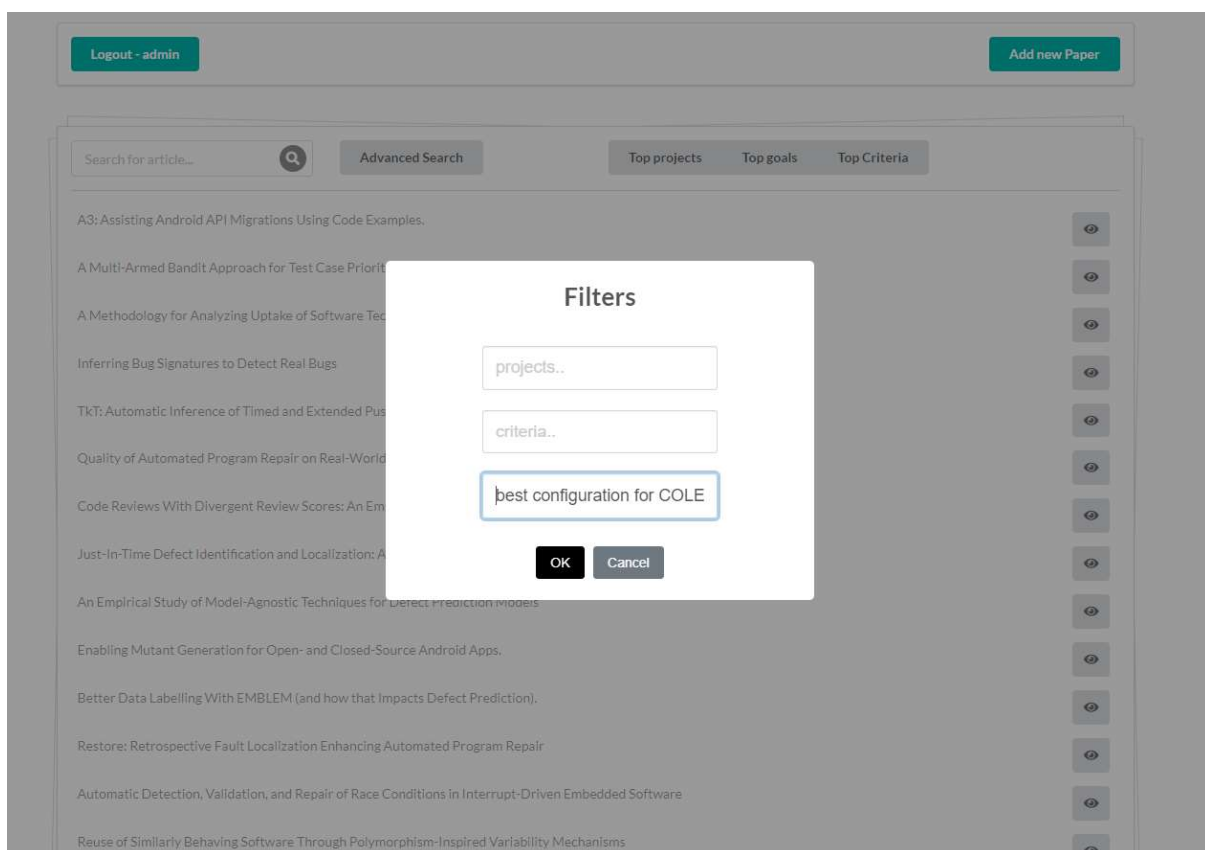 Logout - admin
Add new Paper
Search for article...
Advanced Search
Top projects
Top goals
Top Criteria
A3: Assisting Android API Migrations Using Code Examples.
A Multi-Armed Bandit Approach for Test Case Priorit
A Methodology for Analyzing Uptake of Software Tec
Inferring Bug Signatures to Detect Real Bugs
TkT: Automatic Inference of Timed and Extended Pus
Quality of Automated Program Repair on Real-World
Code Reviews With Divergent Review Scores: An Em
Just-In-Time Defect Identification and Localization: A
An Empirical Study of Model-Agnostic Techniques for Defect Prediction Models
Enabling Mutant Generation for Open- and Closed-Source Android Apps.
Better Data Labelling With EMBLEM (and how that Impacts Defect Prediction).
Restore: Retrospective Fault Localization Enhancing Automated Program Repair
Automatic Detection, Validation, and Repair of Race Conditions in Interrupt-Driven Embedded Software
Reuse of Similarly Behaving Software Through Polymorphism-Inspired Variability Mechanisms
Filters
projects..
criteria..
best configuration for COLE
OK
Cancel